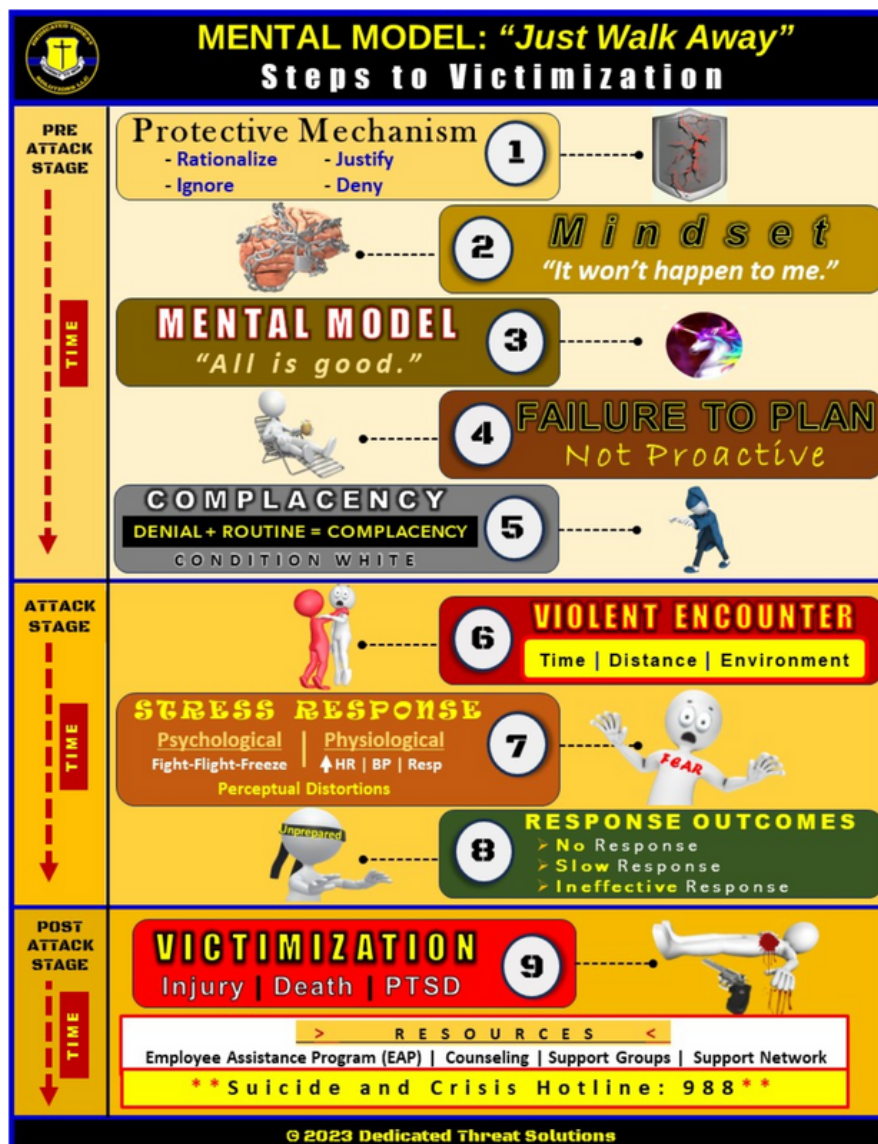 DEDICATED THREAT
SOLUTIONS LLC
MENTAL MODEL: “Just Walk Away”
Steps to Victimization
PRE
ATTACK
STAGE
TIME
Protective Mechanism
- Rationalize - Justify
- Ignore - Deny
1
2
Mindset
“It won’t happen to me.”
MENTAL MODEL
“All is good.”
3
4
FAILURE TO PLAN
Not Proactive
COMPLACENCY
DENIAL + ROUTINE = COMPLACENCY
CONDITION WHITE
5
ATTACK
STAGE
TIME
6
VIOLENT ENCOUNTER
Time | Distance | Environment
STRESS RESPONSE
Psychological | Physiological
Fight-Flight-Freeze | HR | BP | Resp
Perceptual Distortions
7
FEAR
Unprepared
8
RESPONSE OUTCOMES
➢ No Response
➢ Slow Response
➢ Ineffective Response
POST
ATTACK
STAGE
TIME
VICTIMIZATION
Injury | Death | PTSD
9
> RESOURCES <
Employee Assistance Program (EAP) | Counseling | Support Groups | Support Network
**Suicide and Crisis Hotline: 988**
© 2023 Dedicated Threat Solutions